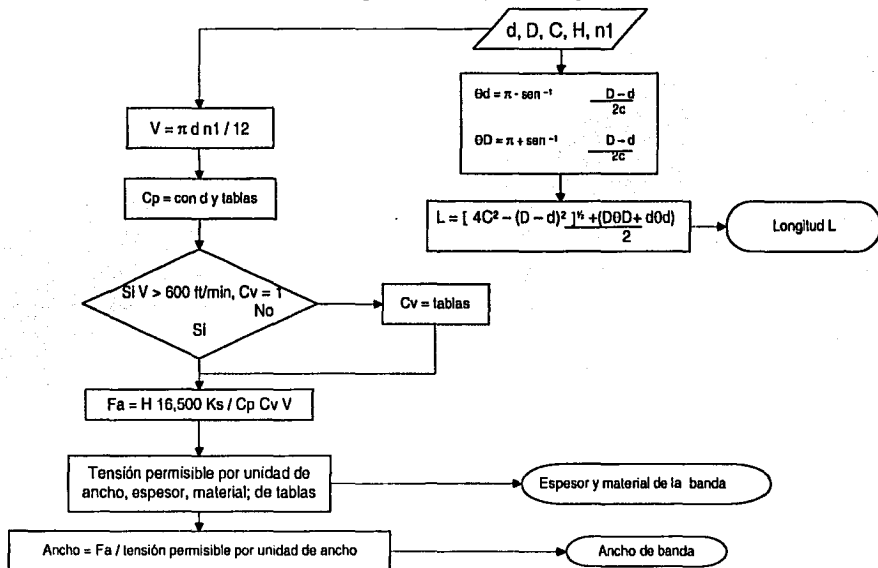 d, D, C, H, n1
V = π d n1 / 12
Cp = con d y tablas
Si V > 600 ft/min, Cv = 1
No
Sí
Cv = tablas
Fa = H 16,500 Ks / Cp Cv V
Tensión permisible por unidad de
ancho, espesor, material; de tablas
Espesor y material de la banda
Ancho = Fa / tensión permisible por unidad de ancho
Ancho de banda
θd = π - sen ⁻¹ D – d
2c
θD = π + sen ⁻¹ D – d
2c
L = [ 4C² – (D – d)² ]^½ + (DθD + dθd)
2
Longitud L